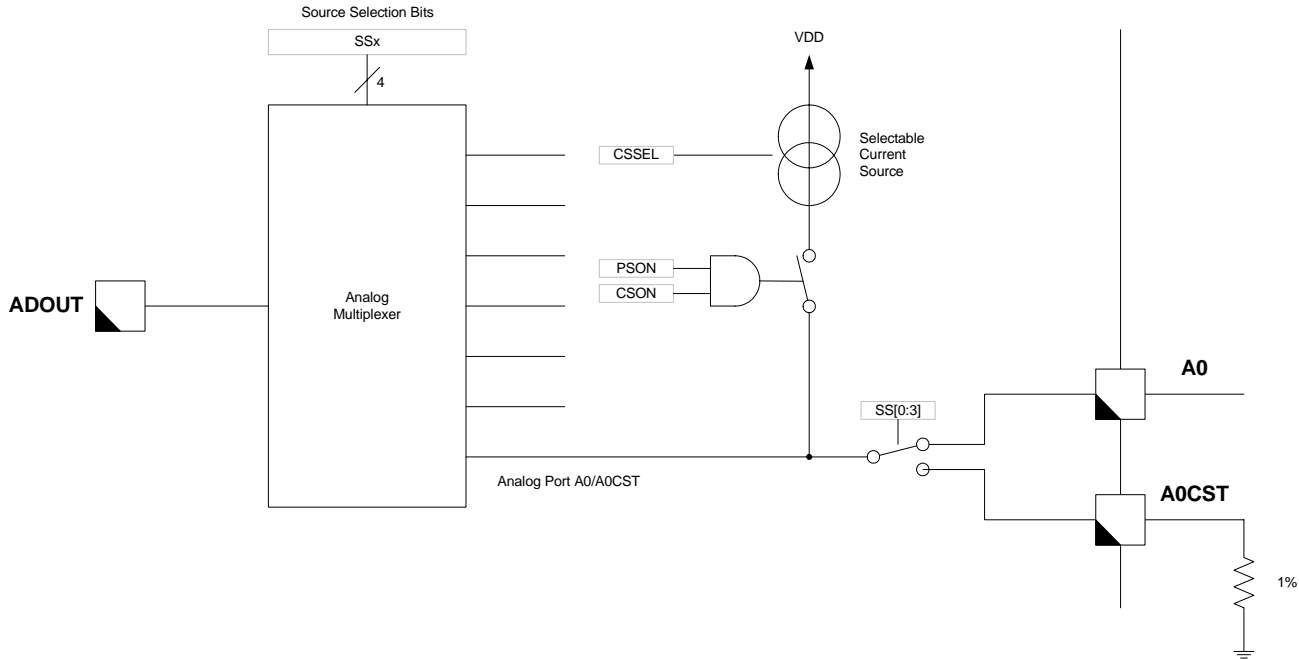 Source Selection Bits
SSx
4
VDD
Selectable
Current
Source
CSSEL
PSON
CSON
ADOUT
Analog
Multiplexer
A0
SS[0:3]
Analog Port A0/A0CST
A0CST
1%